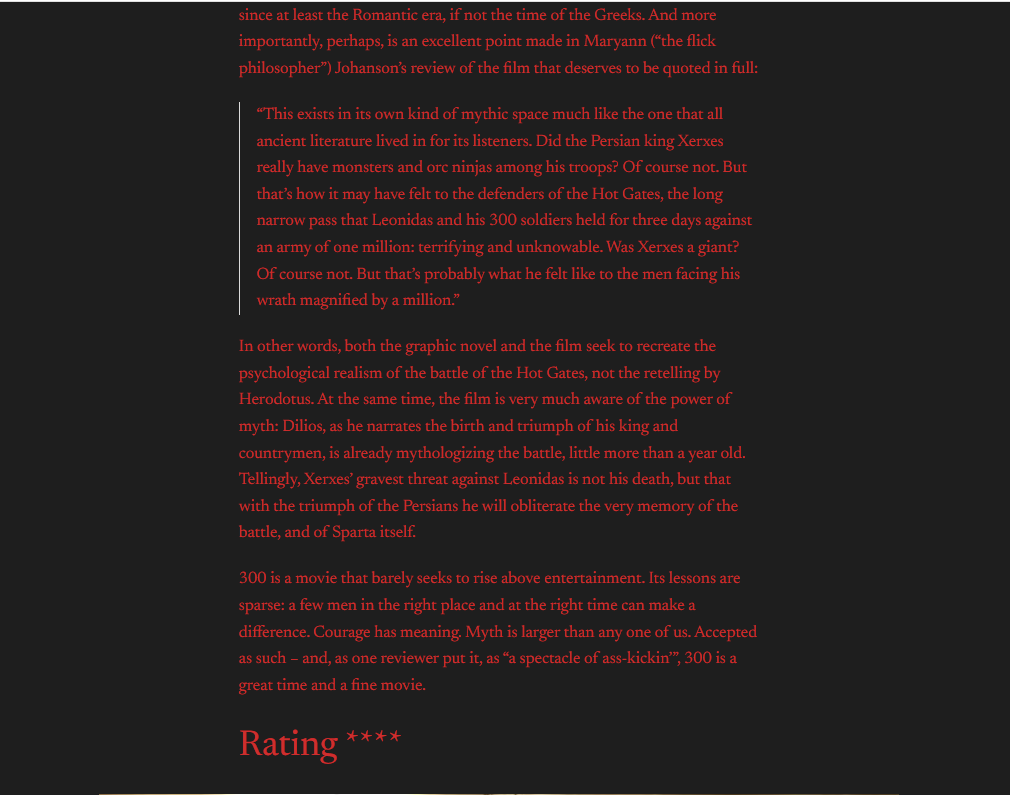 since at least the Romantic era, if not the time of the Greeks. And more
importantly, perhaps, is an excellent point made in Maryann (“the flick
philosopher”) Johanson’s review of the film that deserves to be quoted in full:
“This exists in its own kind of mythic space much like the one that all
ancient literature lived in for its listeners. Did the Persian king Xerxes
really have monsters and orc ninjas among his troops? Of course not. But
that’s how it may have felt to the defenders of the Hot Gates, the long
narrow pass that Leonidas and his 300 soldiers held for three days against
an army of one million: terrifying and unknowable. Was Xerxes a giant?
Of course not. But that’s probably what he felt like to the men facing his
wrath magnified by a million.”
In other words, both the graphic novel and the film seek to recreate the
psychological realism of the battle of the Hot Gates, not the retelling by
Herodotus. At the same time, the film is very much aware of the power of
myth: Dilios, as he narrates the birth and triumph of his king and
countrymen, is already mythologizing the battle, little more than a year old.
Tellingly, Xerxes’ gravest threat against Leonidas is not his death, but that
with the triumph of the Persians he will obliterate the very memory of the
battle, and of Sparta itself.
300 is a movie that barely seeks to rise above entertainment. Its lessons are
sparse: a few men in the right place and at the right time can make a
difference. Courage has meaning. Myth is larger than any one of us. Accepted
as such – and, as one reviewer put it, as “a spectacle of ass-kickin’”, 300 is a
great time and a fine movie.
Rating ****